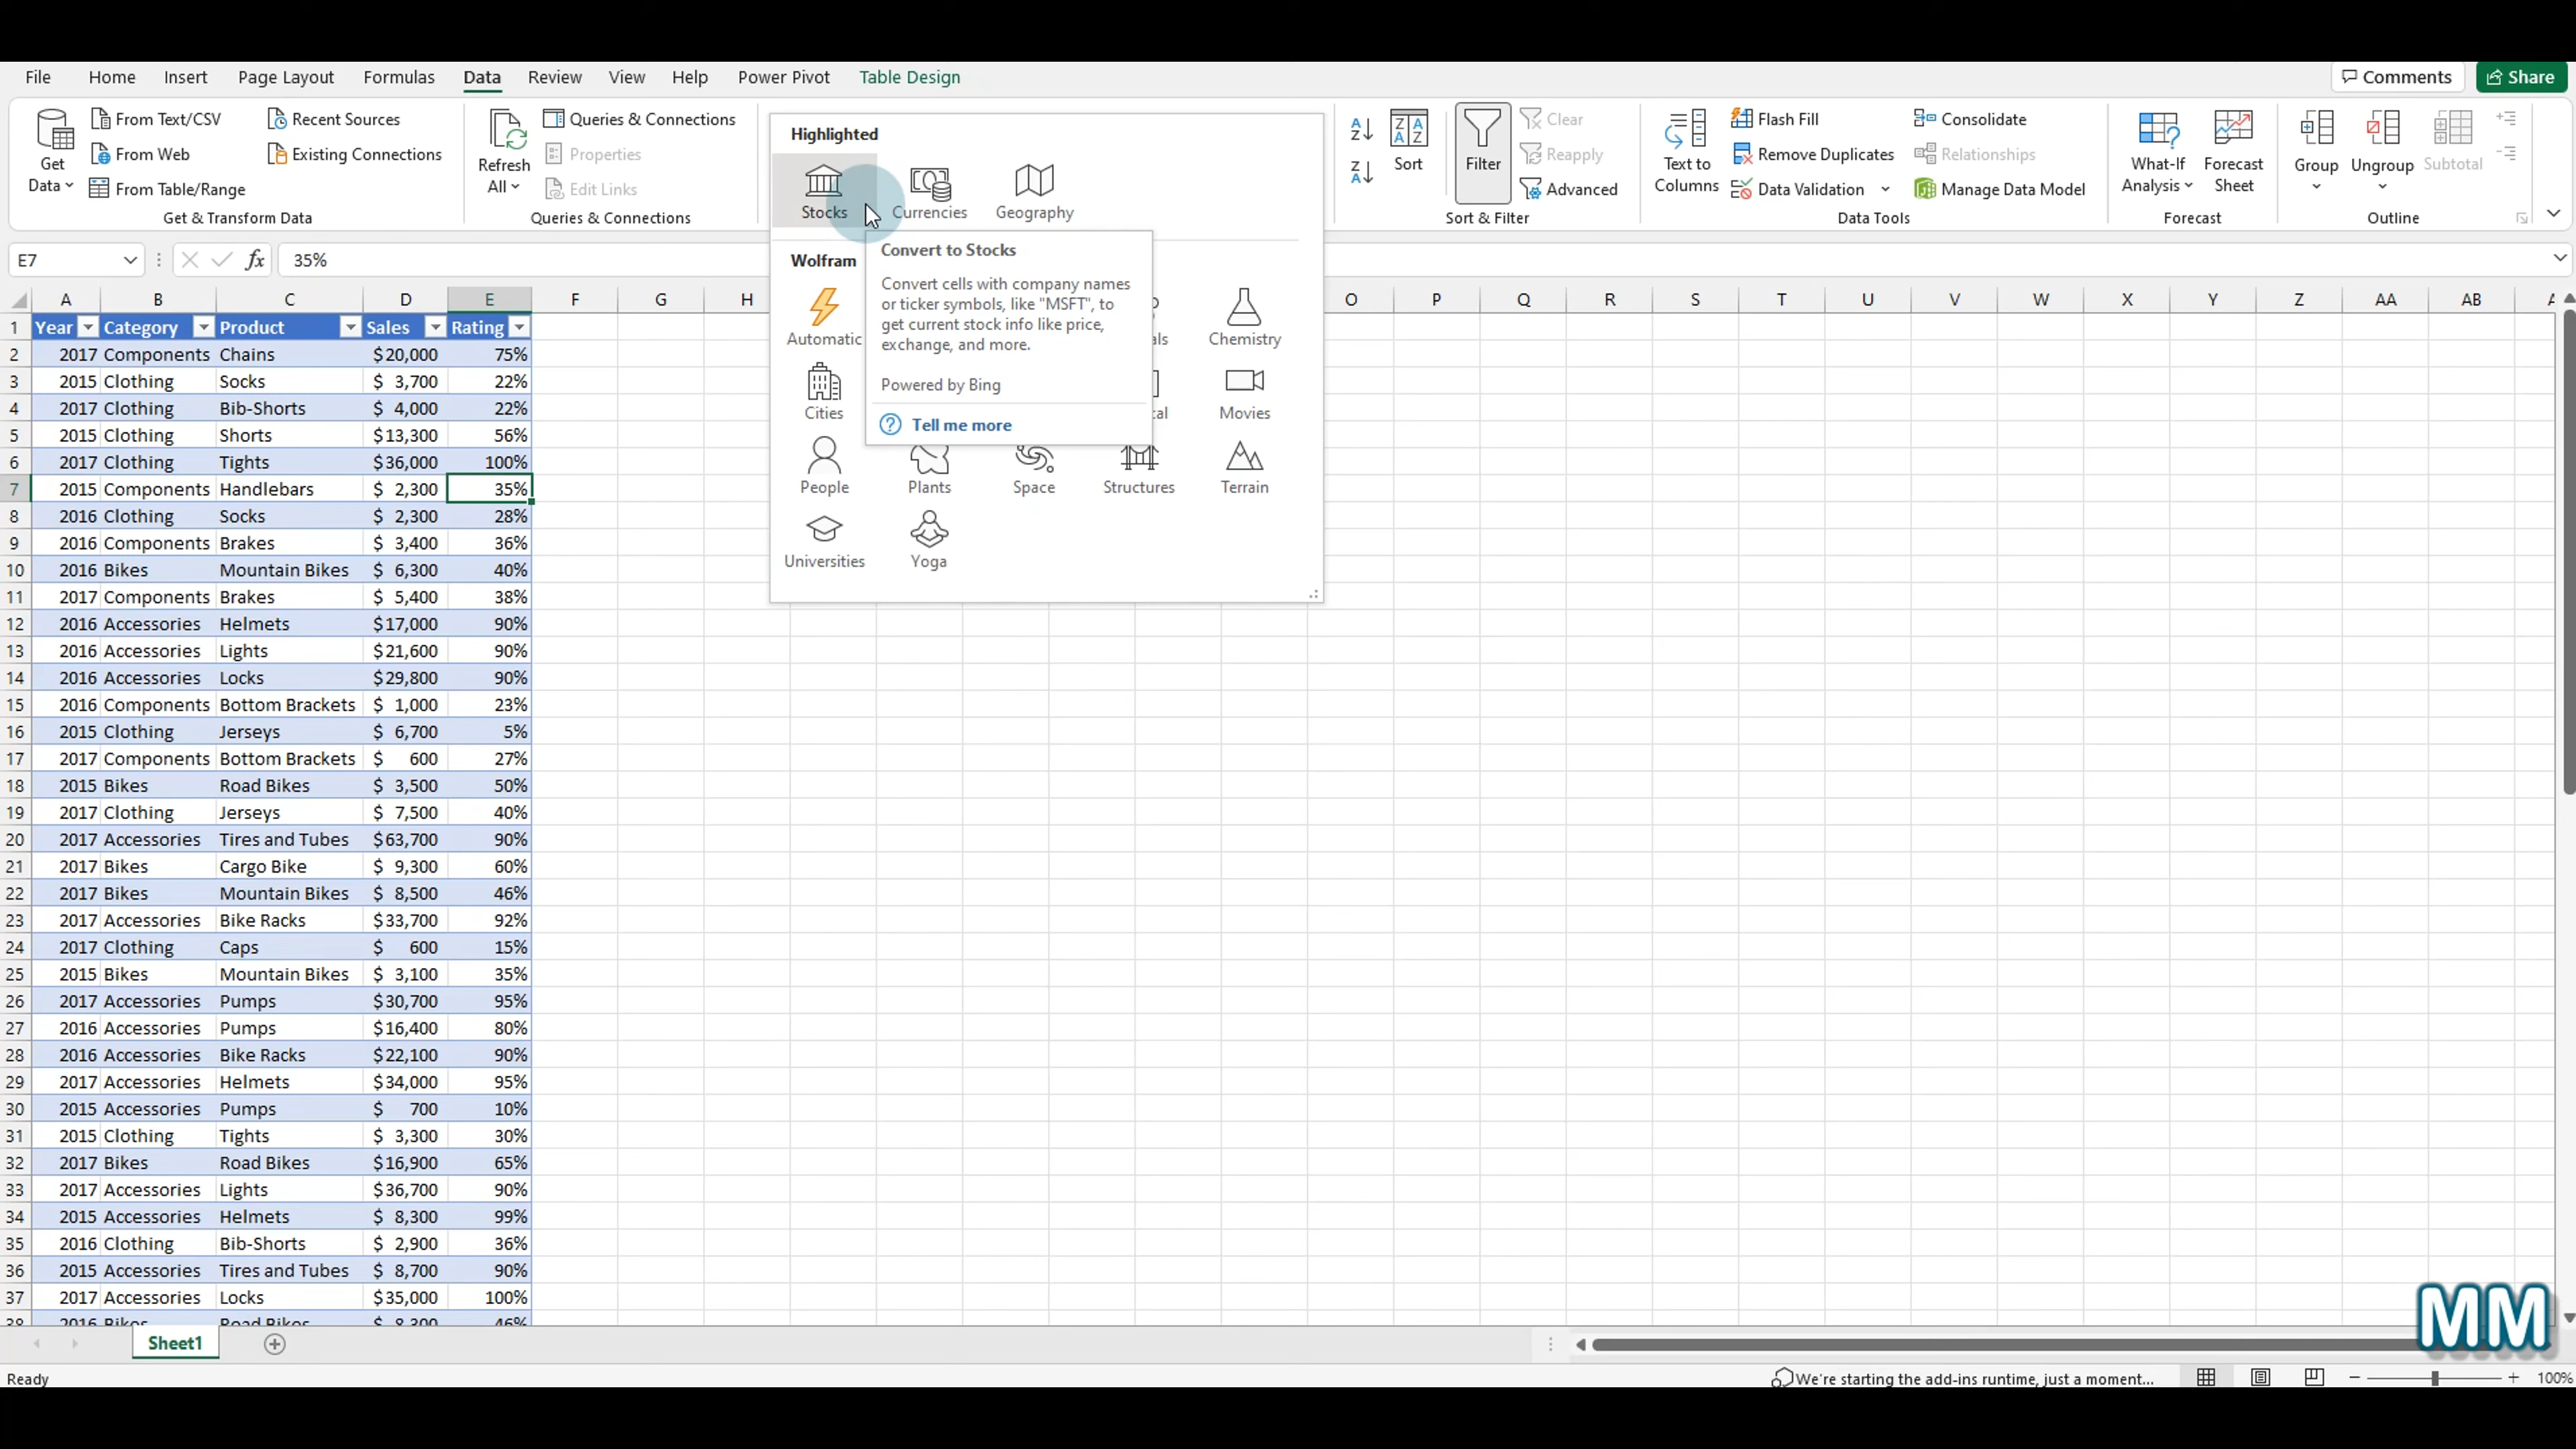 File Home Insert Page Layout Formulas Data Review View Help Power Pivot Table Design Comments Share
Get Data From Text/CSV From Web From Table/Range Recent Sources Existing Connections
Get & Transform Data
Refresh All Queries & Connections Properties Edit Links
Queries & Connections
Highlighted
Stocks Currencies Geography
Sort Filter Clear Reapply Advanced
Sort & Filter
Text to Columns Flash Fill Remove Duplicates Data Validation Consolidate Relationships Manage Data Model
Data Tools
What-If Analysis Forecast Sheet
Forecast
Group Ungroup Subtotal
Outline
E7 fx 35%
Wolfram
Convert to Stocks
Convert cells with company names
or ticker symbols, like "MSFT", to
get current stock info like price,
exchange, and more.
Powered by Bing
Tell me more
Automatic Chemistry
Cities Movies
People Plants Space Structures Terrain
Universities Yoga
A B C D E F G H O P Q R S T U V W X Y Z AA AB
1 Year Category Product Sales Rating
2 2017 Components Chains $20,000 75%
3 2015 Clothing Socks $ 3,700 22%
4 2017 Clothing Bib-Shorts $ 4,000 22%
5 2015 Clothing Shorts $13,300 56%
6 2017 Clothing Tights $36,000 100%
7 2015 Components Handlebars $ 2,300 35%
8 2016 Clothing Socks $ 2,300 28%
9 2016 Components Brakes $ 3,400 36%
10 2016 Bikes Mountain Bikes $ 6,300 40%
11 2017 Components Brakes $ 5,400 38%
12 2016 Accessories Helmets $17,000 90%
13 2016 Accessories Lights $21,600 90%
14 2016 Accessories Locks $29,800 90%
15 2016 Components Bottom Brackets $ 1,000 23%
16 2015 Clothing Jerseys $ 6,700 5%
17 2017 Components Bottom Brackets $ 600 27%
18 2015 Bikes Road Bikes $ 3,500 50%
19 2017 Clothing Jerseys $ 7,500 40%
20 2017 Accessories Tires and Tubes $63,700 90%
21 2017 Bikes Cargo Bike $ 9,300 60%
22 2017 Bikes Mountain Bikes $ 8,500 46%
23 2017 Accessories Bike Racks $33,700 92%
24 2017 Clothing Caps $ 600 15%
25 2015 Bikes Mountain Bikes $ 3,100 35%
26 2017 Accessories Pumps $30,700 95%
27 2016 Accessories Pumps $16,400 80%
28 2016 Accessories Bike Racks $22,100 90%
29 2017 Accessories Helmets $34,000 95%
30 2015 Accessories Pumps $ 700 10%
31 2015 Clothing Tights $ 3,300 30%
32 2017 Bikes Road Bikes $16,900 65%
33 2017 Accessories Lights $36,700 90%
34 2015 Accessories Helmets $ 8,300 99%
35 2016 Clothing Bib-Shorts $ 2,900 36%
36 2015 Accessories Tires and Tubes $ 8,700 90%
37 2017 Accessories Locks $35,000 100%
38 2016 Bikes Road Bikes $ 8,300 46%
MM
Sheet1
Ready We're starting the add-ins runtime, just a moment... 100%